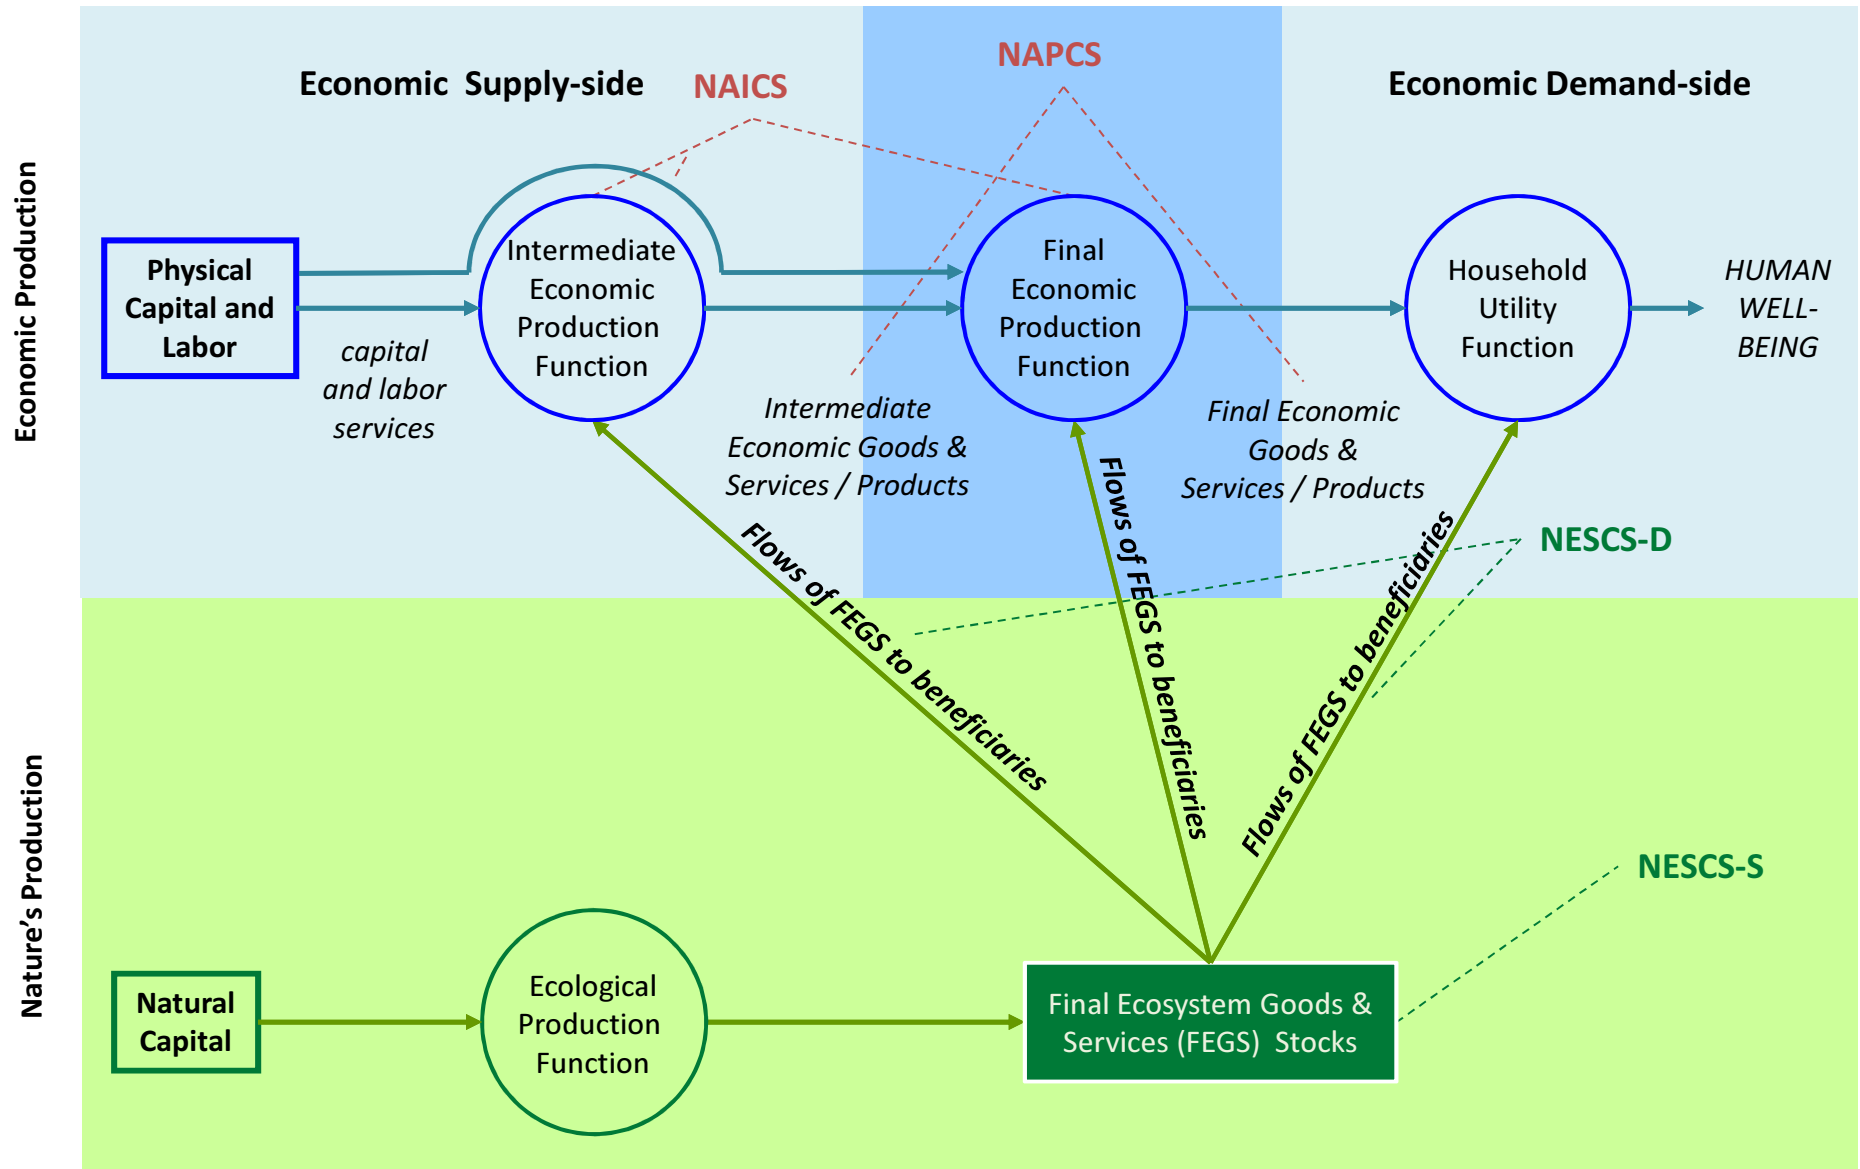 Economic Supply-side
NAICS
NAPCS
Economic Demand-side
Economic Production
Physical
Capital and
Labor
capital
and labor
services
Intermediate
Economic
Production
Function
Intermediate
Economic Goods &
Services / Products
Final
Economic
Production
Function
Final Economic
Goods &
Services / Products
Household
Utility
Function
HUMAN
WELL-
BEING
NESCS-D
Flows of FEGS to beneficiaries
Flows of FEGS to beneficiaries
Flows of FEGS to beneficiaries
Nature's Production
NESCS-S
Natural
Capital
Ecological
Production
Function
Final Ecosystem Goods &
Services (FEGS) Stocks